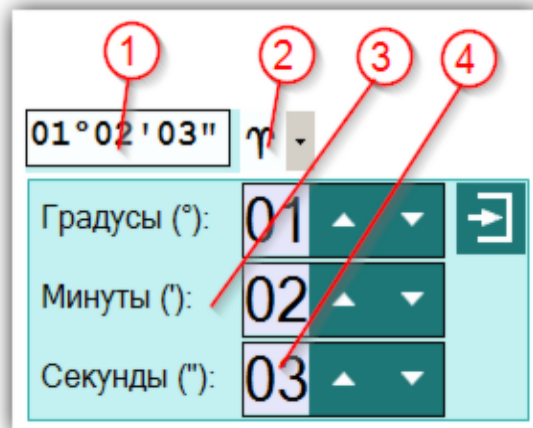 1 2 3 4
01°02'03" ♈
Градусы (°): 01
Минуты ('): 02
Секунды ("): 03